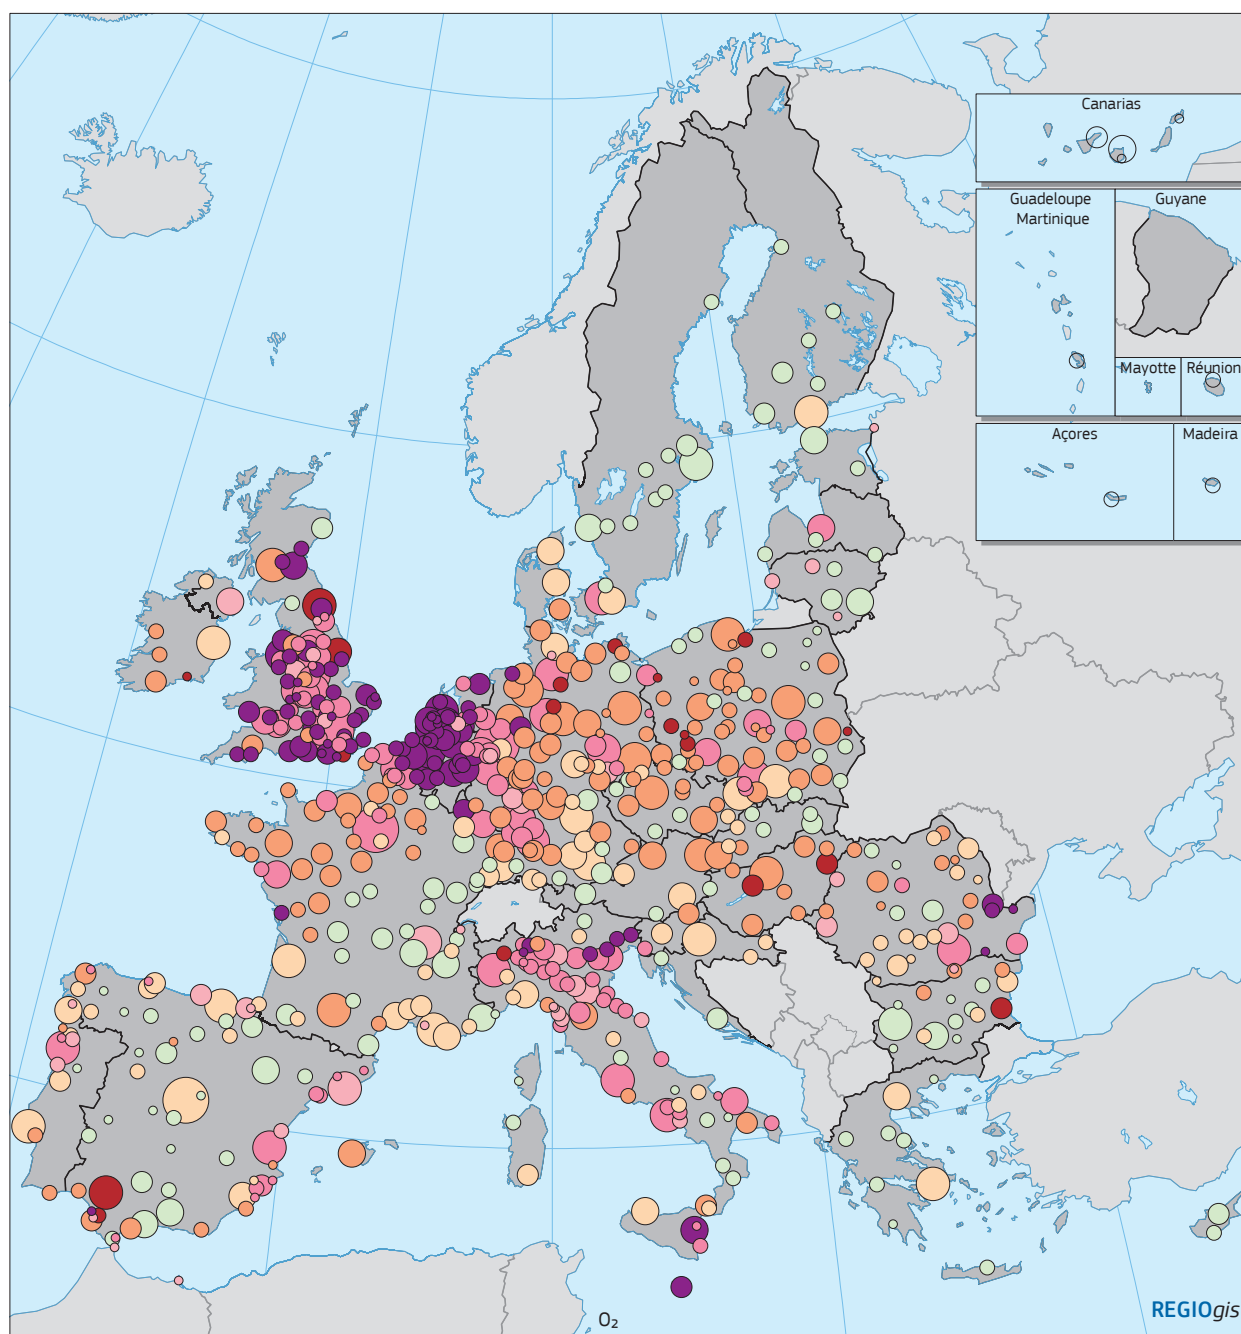 Canarias
Guadeloupe
Martinique
Guyane
Mayotte
Réunion
Açores
Madeira
O₂
REGIOgis